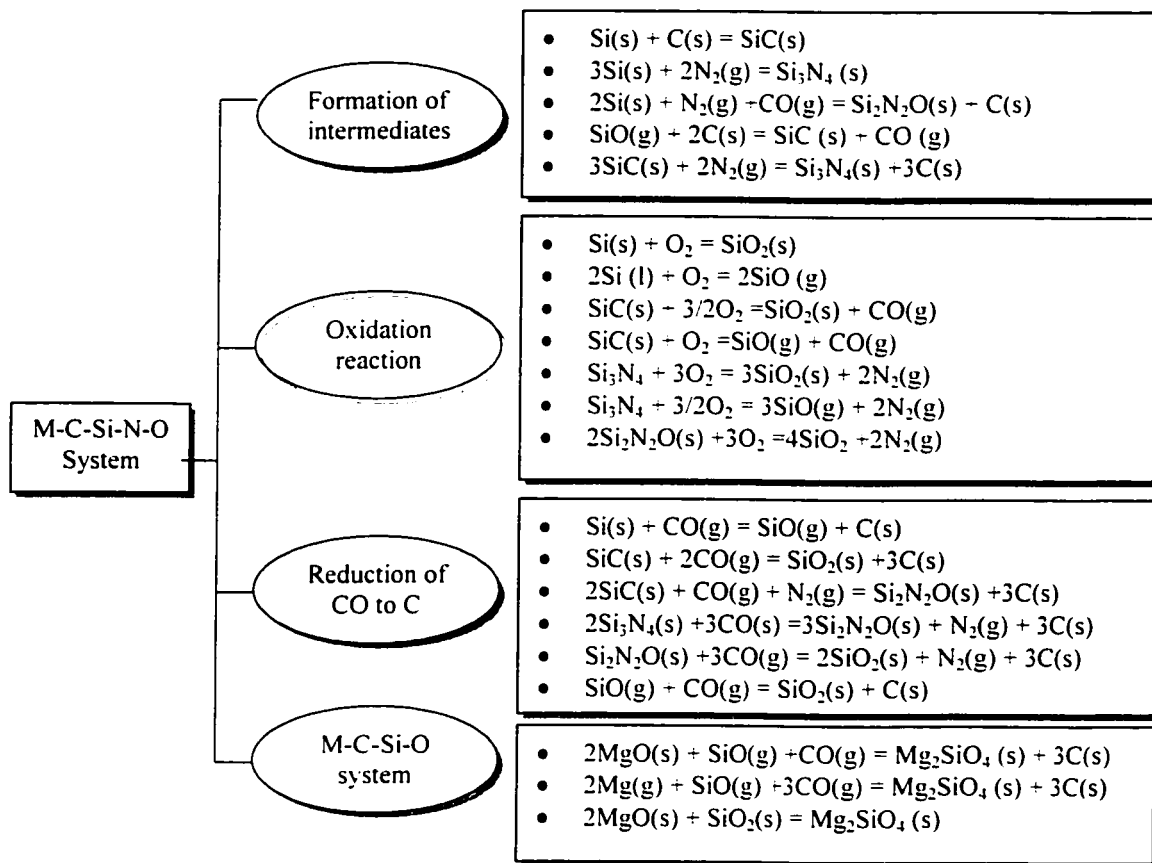 M-C-Si-N-O
System
Formation of
intermediates
• Si(s) + C(s) = SiC(s)
• 3Si(s) + 2N₂(g) = Si₃N₄ (s)
• 2Si(s) + N₂(g) +CO(g) = Si₂N₂O(s) + C(s)
• SiO(g) + 2C(s) = SiC (s) + CO (g)
• 3SiC(s) + 2N₂(g) = Si₃N₄(s) +3C(s)
Oxidation
reaction
• Si(s) + O₂ = SiO₂(s)
• 2Si (l) + O₂ = 2SiO (g)
• SiC(s) + 3/2O₂ =SiO₂(s) + CO(g)
• SiC(s) + O₂ =SiO(g) + CO(g)
• Si₃N₄ + 3O₂ = 3SiO₂(s) + 2N₂(g)
• Si₃N₄ + 3/2O₂ = 3SiO(g) + 2N₂(g)
• 2Si₂N₂O(s) +3O₂ =4SiO₂ +2N₂(g)
Reduction of
CO to C
• Si(s) + CO(g) = SiO(g) + C(s)
• SiC(s) + 2CO(g) = SiO₂(s) +3C(s)
• 2SiC(s) + CO(g) + N₂(g) = Si₂N₂O(s) +3C(s)
• 2Si₃N₄(s) +3CO(s) =3Si₂N₂O(s) + N₂(g) + 3C(s)
• Si₂N₂O(s) +3CO(g) = 2SiO₂(s) + N₂(g) + 3C(s)
• SiO(g) + CO(g) = SiO₂(s) + C(s)
M-C-Si-O
system
• 2MgO(s) + SiO(g) +CO(g) = Mg₂SiO₄ (s) + 3C(s)
• 2Mg(g) + SiO(g) +3CO(g) = Mg₂SiO₄ (s) + 3C(s)
• 2MgO(s) + SiO₂(s) = Mg₂SiO₄ (s)